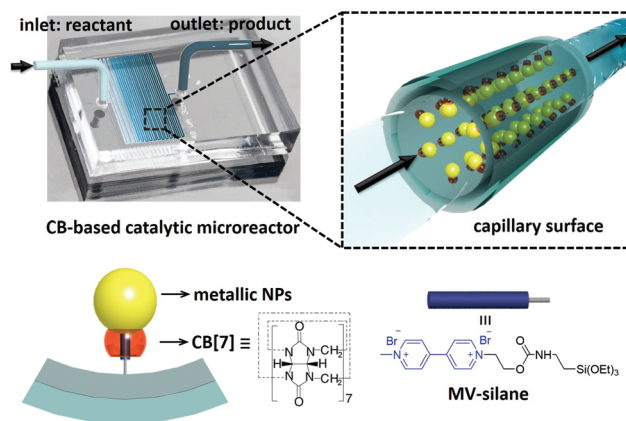 inlet: reactant
outlet: product
CB-based catalytic microreactor
capillary surface
metallic NPs
CB[7] ≡
O
N N CH2
H H
N N CH2
O
7
Br−
Br−
N+
N+
O
O
NH
Si(OEt)3
MV-silane